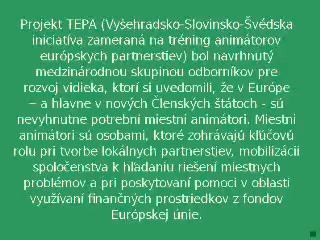 Projekt TEPA (Vyšehradsko-Slovinsko-Švédska
iniciatíva zameraná na tréning animátorov
európskych partnerstiev) bol navrhnutý
medzinárodnou skupinou odborníkov pre
rozvoj vidieka, ktorí si uvedomili, že v Európe
– a hlavne v nových Členských štátoch - sú
nevyhnutne potrební miestni animátori. Miestni
animátori sú osobami, ktoré zohrávajú kľúčovú
rolu pri tvorbe lokálnych partnerstiev, mobilizácii
spoločenstva k hľadaniu riešení miestnych
problémov a pri poskytovaní pomoci v oblasti
využívaní finančných prostriedkov z fondov
Európskej únie.